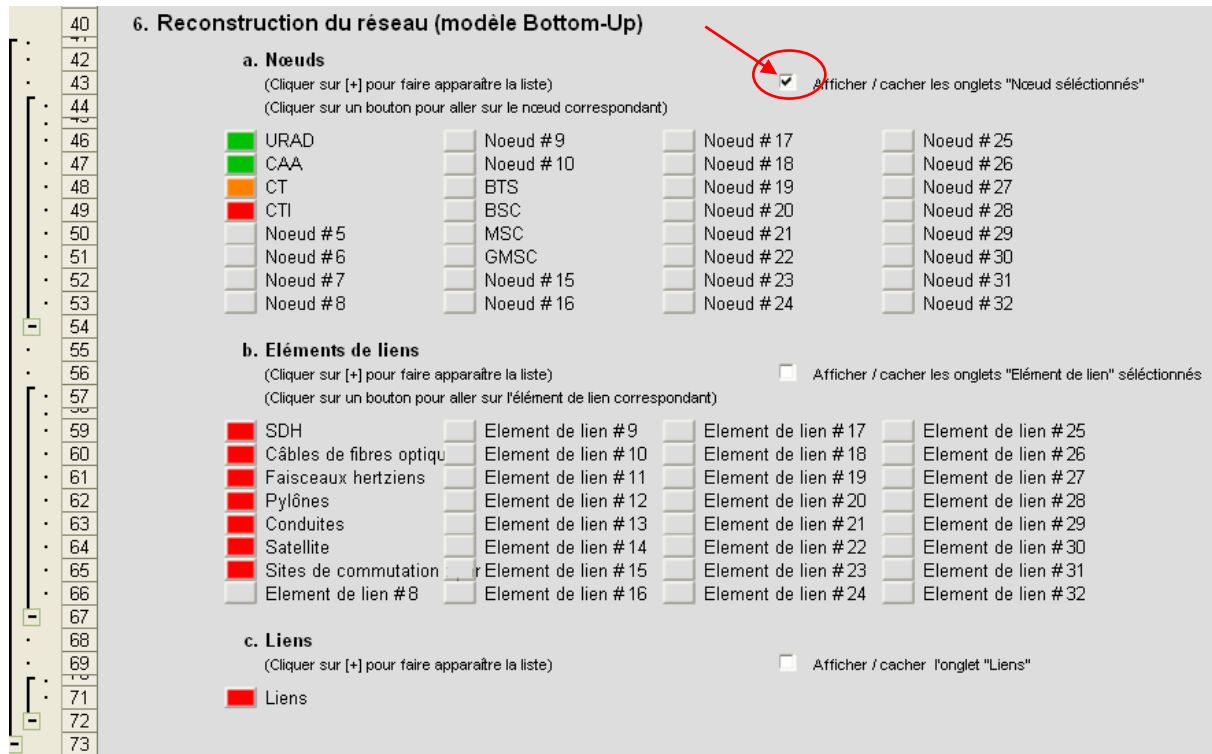 40 6. Reconstruction du réseau (modèle Bottom-Up)
41
42 a. Nœuds
43 (Cliquer sur [+] pour faire apparaître la liste) Afficher / cacher les onglets "Nœud séléctionnés"
44 (Cliquer sur un bouton pour aller sur le nœud correspondant)
45
46 URAD Noeud #9 Noeud #17 Noeud #25
47 CAA Noeud #10 Noeud #18 Noeud #26
48 CT BTS Noeud #19 Noeud #27
49 CTI BSC Noeud #20 Noeud #28
50 Noeud #5 MSC Noeud #21 Noeud #29
51 Noeud #6 GMSC Noeud #22 Noeud #30
52 Noeud #7 Noeud #15 Noeud #23 Noeud #31
53 Noeud #8 Noeud #16 Noeud #24 Noeud #32
54
55 b. Eléments de liens
56 (Cliquer sur [+] pour faire apparaître la liste) Afficher / cacher les onglets "Elément de lien" séléctionnés
57 (Cliquer sur un bouton pour aller sur l'élément de lien correspondant)
58
59 SDH Element de lien #9 Element de lien #17 Element de lien #25
60 Câbles de fibres optiqu Element de lien #10 Element de lien #18 Element de lien #26
61 Faisceaux hertziens Element de lien #11 Element de lien #19 Element de lien #27
62 Pylônes Element de lien #12 Element de lien #20 Element de lien #28
63 Conduites Element de lien #13 Element de lien #21 Element de lien #29
64 Satellite Element de lien #14 Element de lien #22 Element de lien #30
65 Sites de commutation Element de lien #15 Element de lien #23 Element de lien #31
66 Element de lien #8 Element de lien #16 Element de lien #24 Element de lien #32
67
68 c. Liens
69 (Cliquer sur [+] pour faire apparaître la liste) Afficher / cacher l'onglet "Liens"
71 Liens
72
73